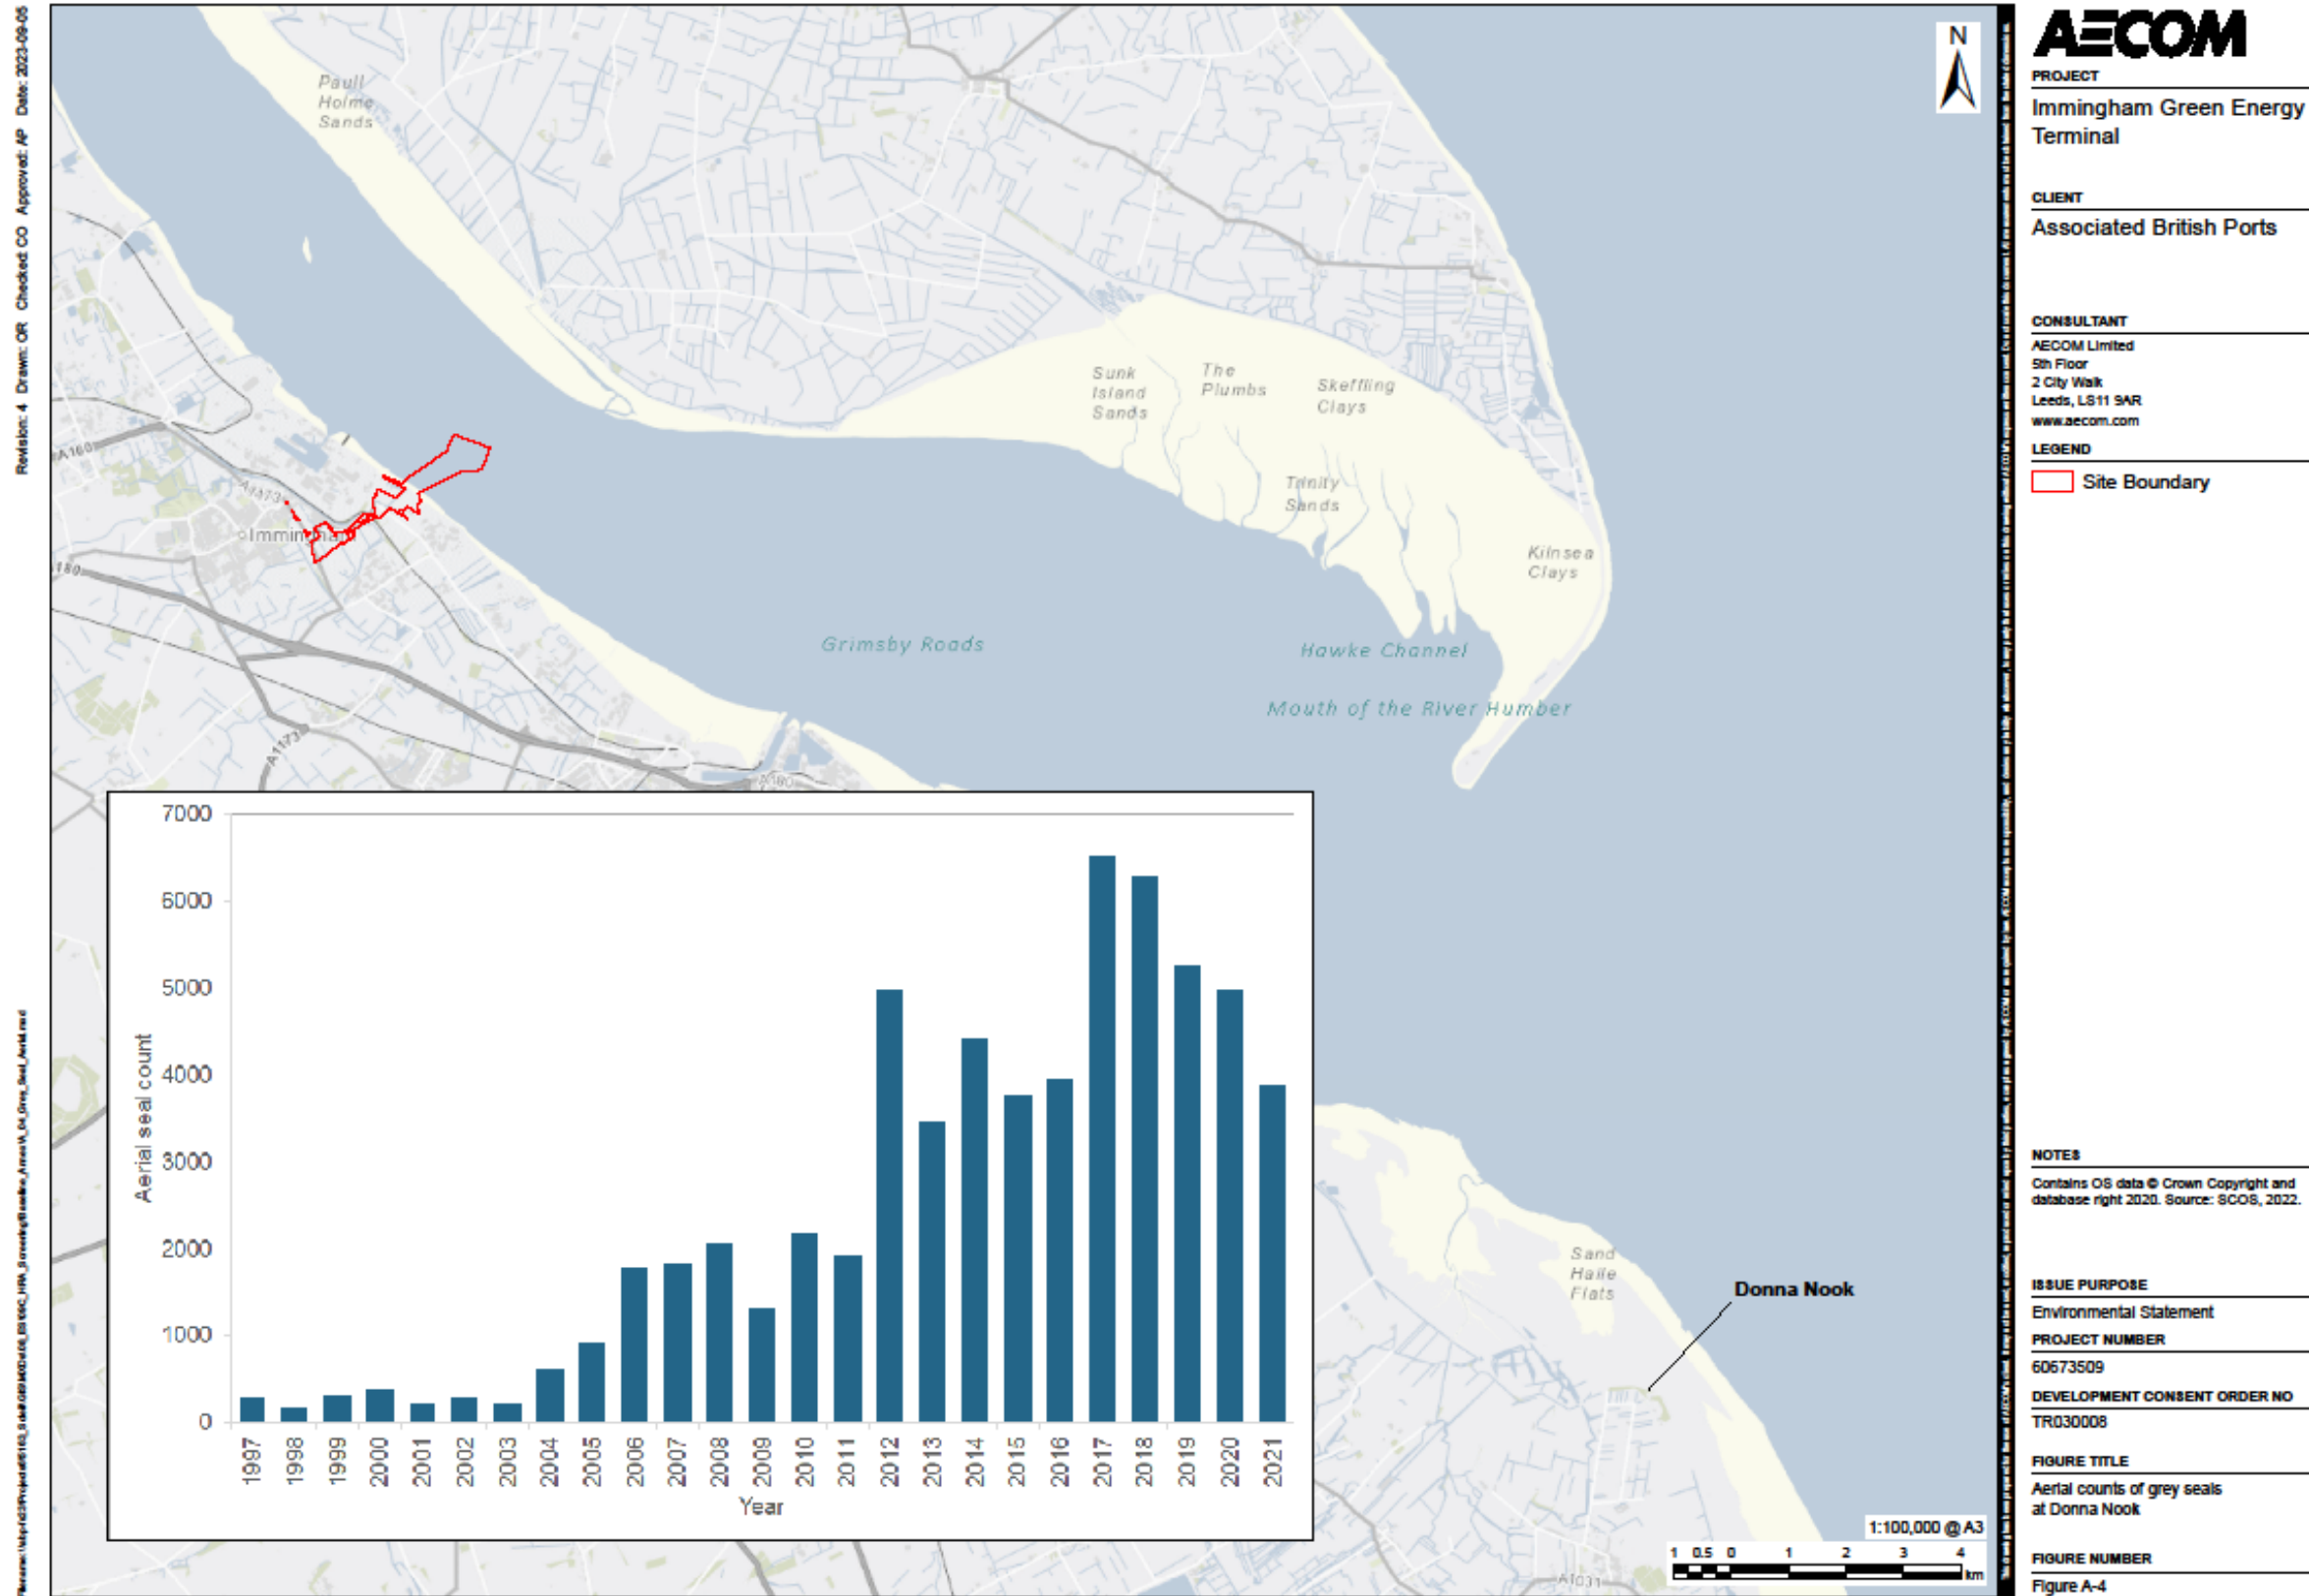 Revision: 4 Drawn: OR Checked: CO Approved: AP Date: 2023-09-05
N
Paull
Holme
Sands
A160
A1173
Immingha
180
A1173
A180
Sunk
Island
Sands
The
Plumbs
Skeffling
Clays
Trinity
Sands
Kilnsea
Clays
Grimsby Roads
Hawke Channel
Mouth of the River Humber
7000
6000
5000
4000
3000
2000
1000
0
Aerial seal count
1997
1998
1999
2000
2001
2002
2003
2004
2005
2006
2007
2008
2009
2010
2011
2012
2013
2014
2015
2016
2017
2018
2019
2020
2021
Year
Sand
Haile
Flats
Donna Nook
A1031
1:100,000 @ A3
1 0.5 0 1 2 3 4
km
AECOM
PROJECT
Immingham Green Energy
Terminal
CLIENT
Associated British Ports
CONSULTANT
AECOM Limited
5th Floor
2 City Walk
Leeds, LS11 9AR
www.aecom.com
LEGEND
Site Boundary
NOTES
Contains OS data © Crown Copyright and
database right 2020. Source: SCOS, 2022.
ISSUE PURPOSE
Environmental Statement
PROJECT NUMBER
60673509
DEVELOPMENT CONSENT ORDER NO
TR030008
FIGURE TITLE
Aerial counts of grey seals
at Donna Nook
FIGURE NUMBER
Figure A-4